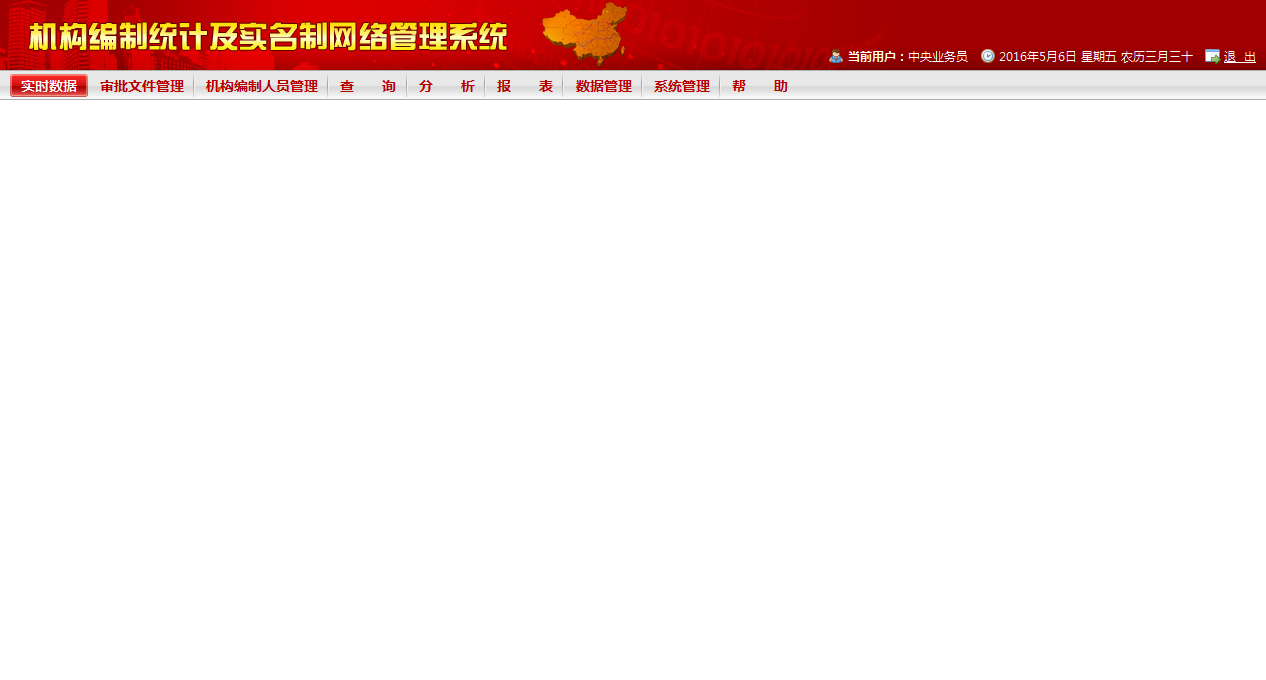 机构编制统计及实名制网络管理系统
当前用户：中央业务员 2016年5月6日 星期五 农历三月三十 退 出
实时数据 审批文件管理 机构编制人员管理 查 询 分 析 报 表 数据管理 系统管理 帮 助